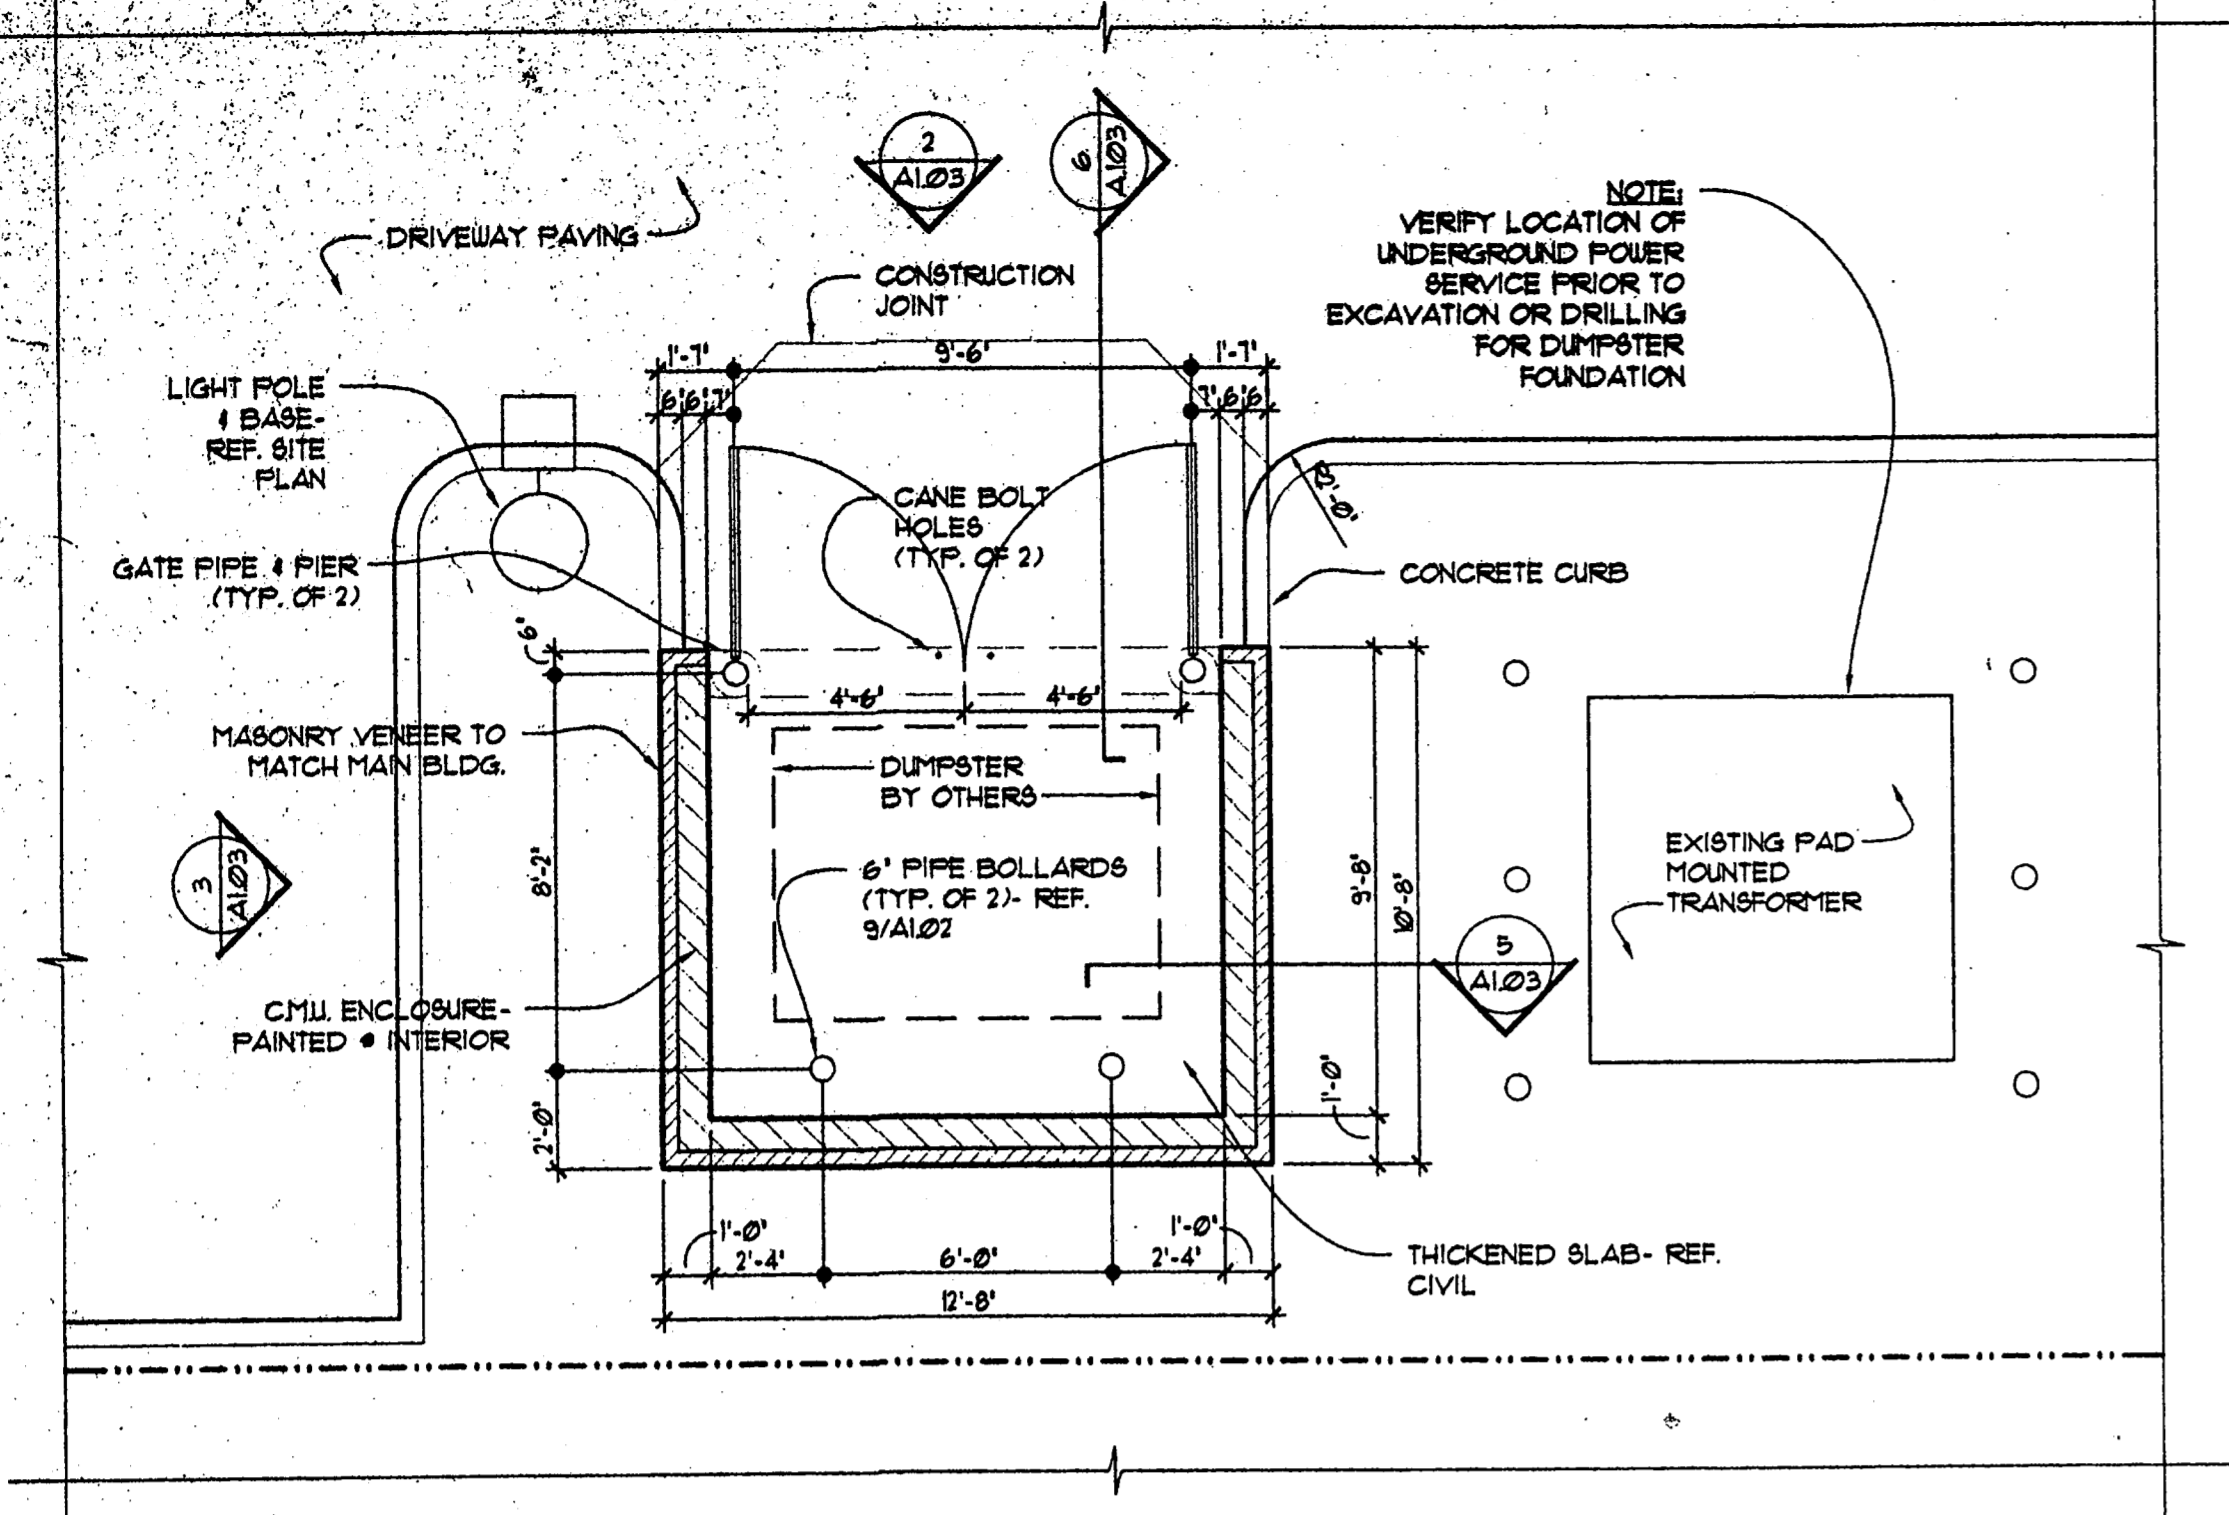 2
A1.03
6
A1.03
NOTE:
VERIFY LOCATION OF
UNDERGROUND POWER
SERVICE PRIOR TO
EXCAVATION OR DRILLING
FOR DUMPSTER
FOUNDATION
DRIVEWAY PAVING
CONSTRUCTION
JOINT
1'-7"
9'-6"
1'-7"
6" 6" 7"
7" 6" 6"
LIGHT POLE
& BASE-
REF. SITE
PLAN
CANE BOLT
HOLES
(TYP. OF 2)
GATE PIPE & PIER
(TYP. OF 2)
CONCRETE CURB
6"
4'-6"
4'-6"
MASONRY VENEER TO
MATCH MAIN BLDG.
DUMPSTER
BY OTHERS
3
A1.03
8'-2"
6" PIPE BOLLARDS
(TYP. OF 2)- REF.
9/A1.02
9'-8"
10'-8"
EXISTING PAD
MOUNTED
TRANSFORMER
5
A1.03
C.M.U. ENCLOSURE-
PAINTED @ INTERIOR
2'-0"
1'-0"
1'-0"
1'-0"
2'-4"
6'-0"
2'-4"
12'-8"
THICKENED SLAB- REF.
CIVIL